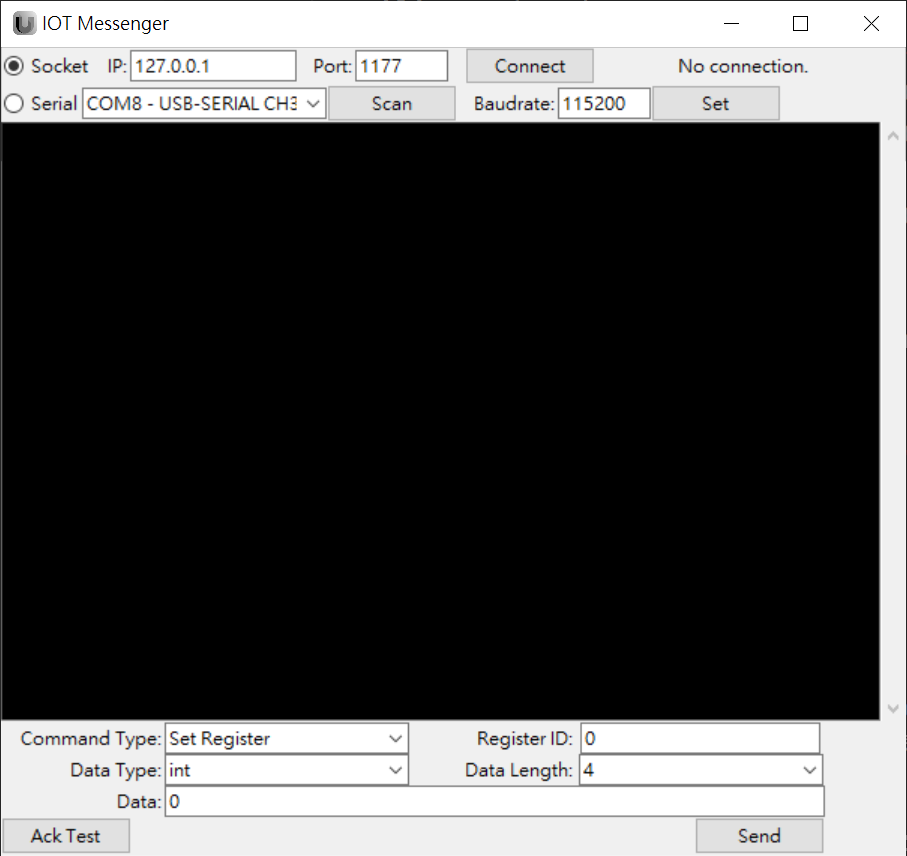 IOT Messenger
Socket IP: 127.0.0.1 Port: 1177 Connect No connection.
Serial COM8 - USB-SERIAL CH3 Scan Baudrate: 115200 Set
Command Type: Set Register Register ID: 0
Data Type: int Data Length: 4
Data: 0
Ack Test Send